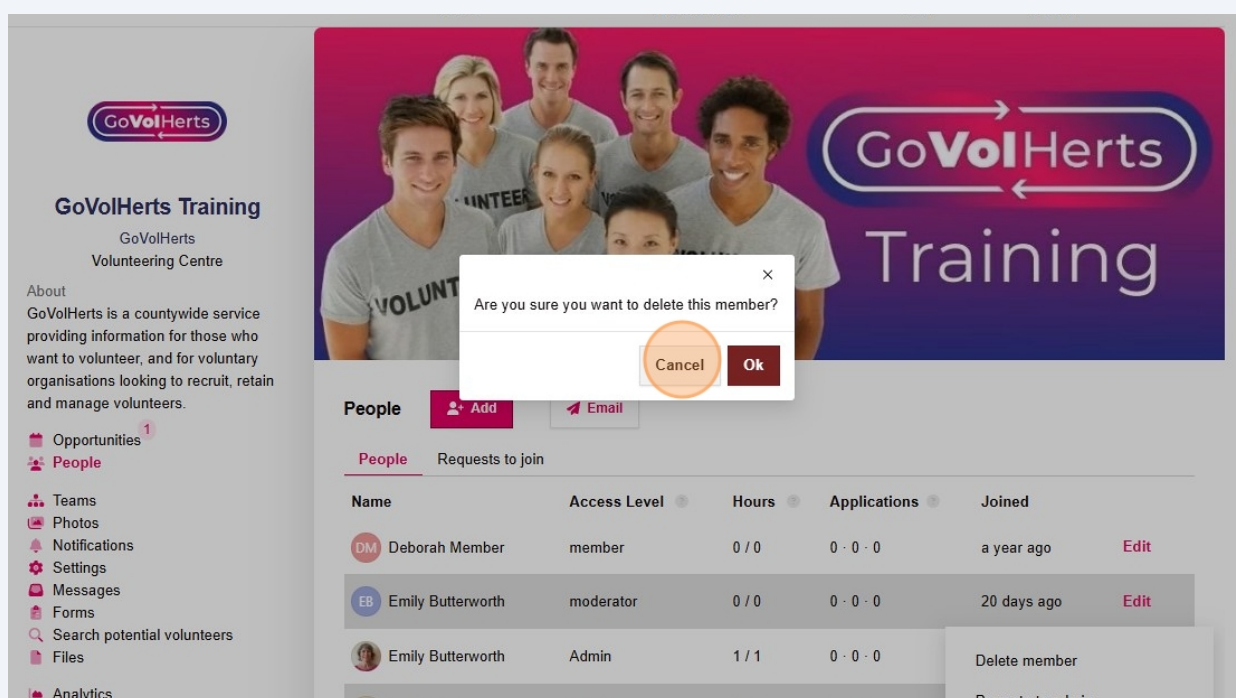 GoVolHerts
GoVolHerts Training
GoVolHerts
Volunteering Centre
About
GoVolHerts is a countywide service
providing information for those who
want to volunteer, and for voluntary
organisations looking to recruit, retain
and manage volunteers.
Opportunities 1
People
Teams
Photos
Notifications
Settings
Messages
Forms
Search potential volunteers
Files
Analytics
VOLUNTEER
GoVolHerts
Training
×
Are you sure you want to delete this member?
Cancel Ok
People Add Email
People Requests to join
Name Access Level Hours Applications Joined
DM Deborah Member member 0 / 0 0 · 0 · 0 a year ago Edit
EB Emily Butterworth moderator 0 / 0 0 · 0 · 0 20 days ago Edit
Emily Butterworth Admin 1 / 1 0 · 0 · 0
Delete member